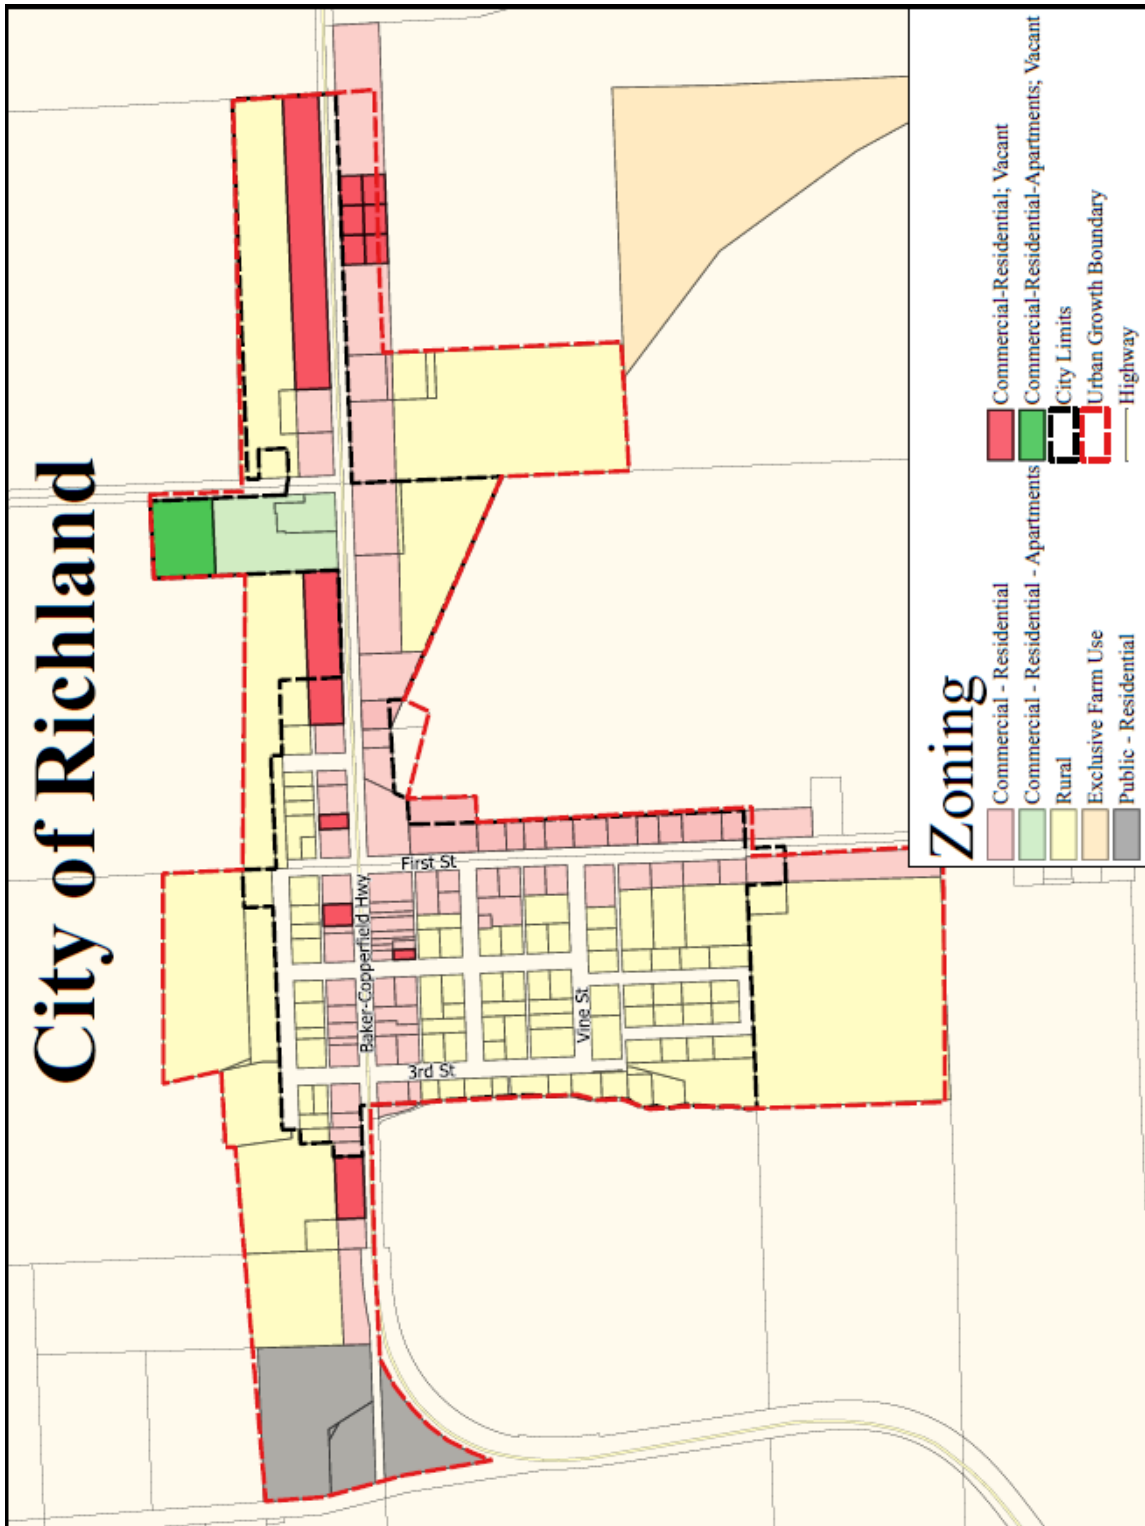 City of Richland
First St
Baker-Copperfield Hwy
Vine St
3rd St
Zoning
Commercial - Residential
Commercial - Residential - Apartments
Rural
Exclusive Farm Use
Public - Residential
Commercial-Residential; Vacant
Commercial-Residential-Apartments; Vacant
City Limits
Urban Growth Boundary
Highway